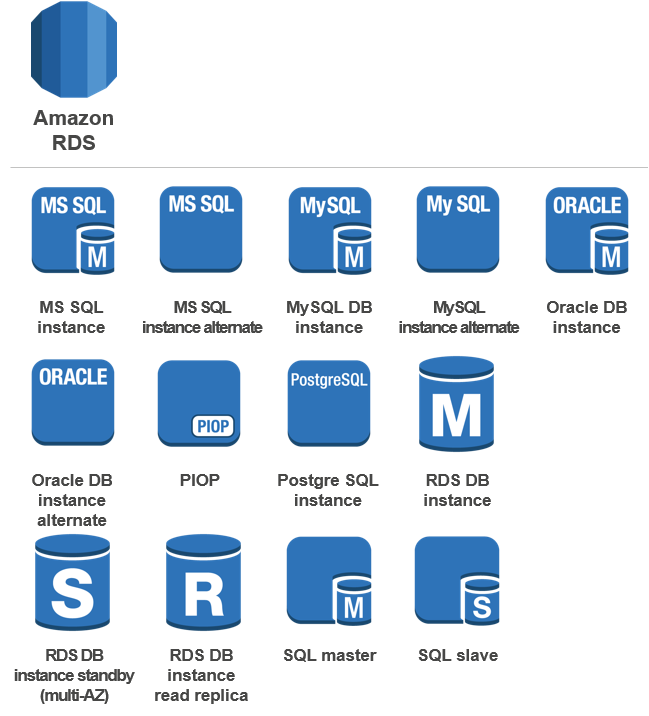 Amazon
RDS
MS SQL
M
MS SQL
MySQL
M
My SQL
ORACLE
M
MS SQL
instance
MS SQL
instance alternate
MySQL DB
instance
MySQL
instance alternate
Oracle DB
instance
ORACLE
PIOP
PostgreSQL
M
Oracle DB
instance
alternate
PIOP
Postgre SQL
instance
RDS DB
instance
S
R
M
S
RDS DB
instance standby
(multi-AZ)
RDS DB
instance
read replica
SQL master
SQL slave